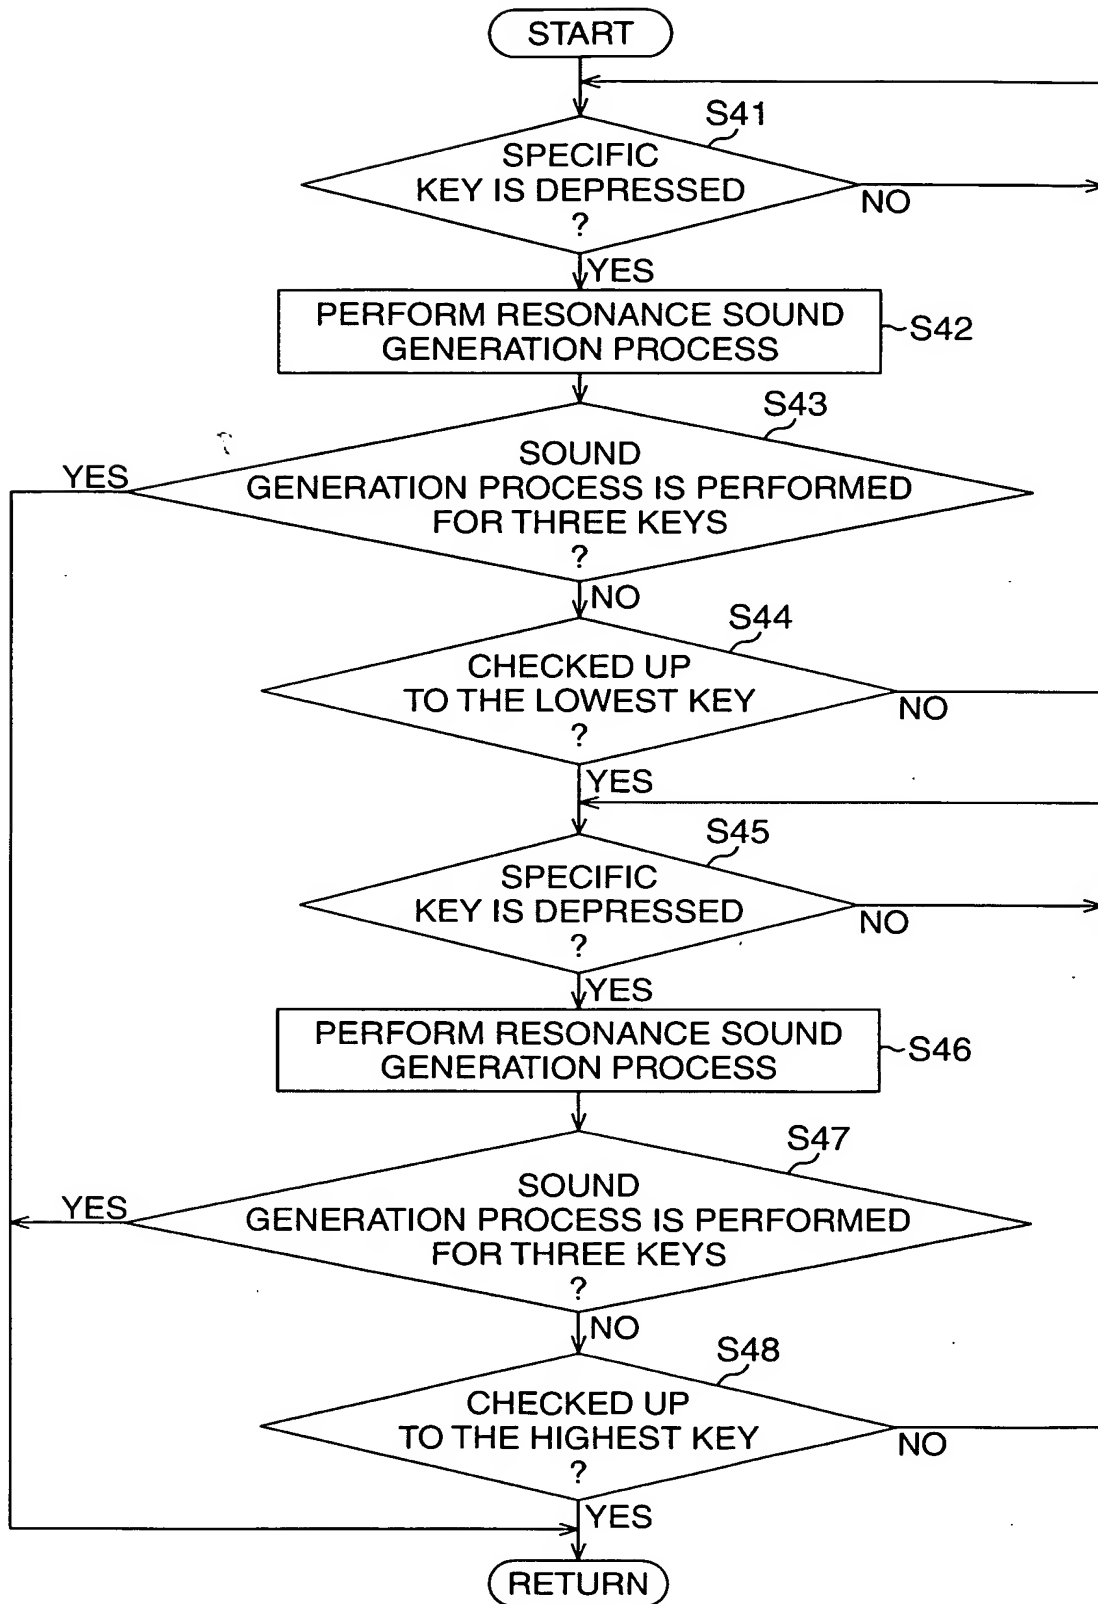 START
S41
SPECIFIC
KEY IS DEPRESSED
?
NO
YES
PERFORM RESONANCE SOUND
GENERATION PROCESS
S42
S43
SOUND
GENERATION PROCESS IS PERFORMED
FOR THREE KEYS
?
YES
NO
S44
CHECKED UP
TO THE LOWEST KEY
?
NO
YES
S45
SPECIFIC
KEY IS DEPRESSED
?
NO
YES
PERFORM RESONANCE SOUND
GENERATION PROCESS
S46
S47
SOUND
GENERATION PROCESS IS PERFORMED
FOR THREE KEYS
?
YES
NO
S48
CHECKED UP
TO THE HIGHEST KEY
?
NO
YES
RETURN